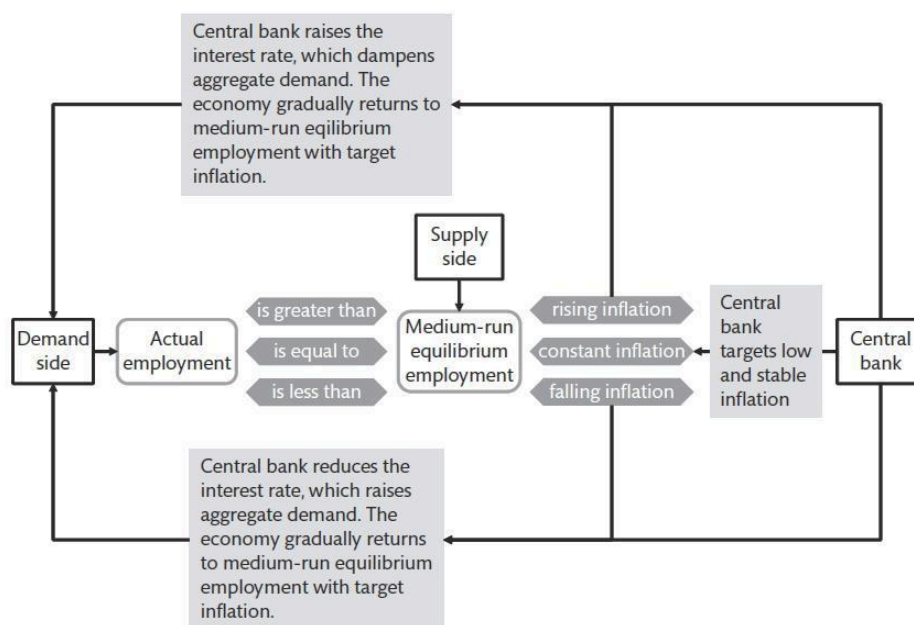 Central bank raises the
interest rate, which dampens
aggregate demand. The
economy gradually returns to
medium-run eqilibrium
employment with target
inflation.
Supply
side
Demand
side
Actual
employment
is greater than
is equal to
is less than
Medium-run
equilibrium
employment
rising inflation
constant inflation
falling inflation
Central
bank
targets low
and stable
inflation
Central
bank
Central bank reduces the
interest rate, which raises
aggregate demand. The
economy gradually returns
to medium-run equilibrium
employment with target
inflation.